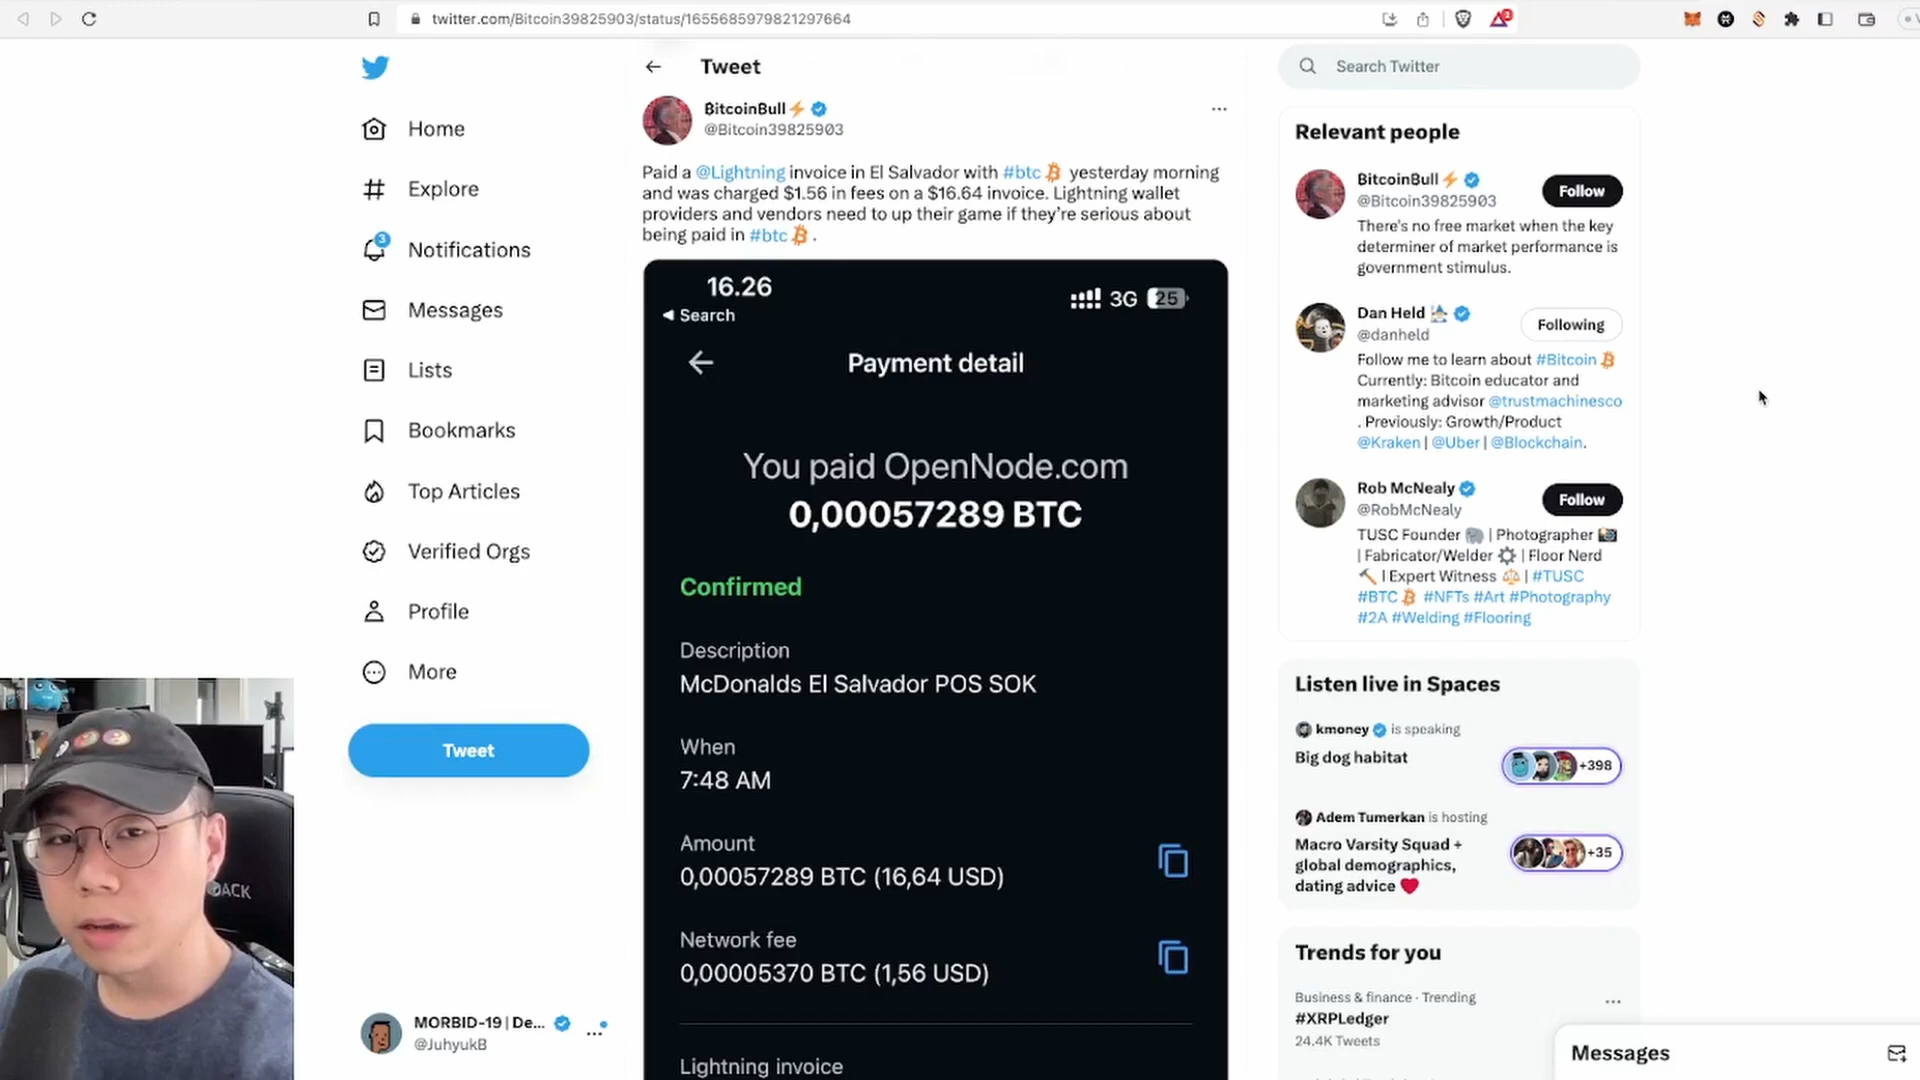 twitter.com/Bitcoin39825903/status/1655685979821297664
Home
Explore
3
Notifications
Messages
Lists
Bookmarks
Top Articles
Verified Orgs
Profile
More
Tweet
MORBID-19 | De...
@JuhyukB
Tweet
BitcoinBull⚡
@Bitcoin39825903
Paid a @Lightning invoice in El Salvador with #btc yesterday morning
and was charged $1.56 in fees on a $16.64 invoice. Lightning wallet
providers and vendors need to up their game if they're serious about
being paid in #btc .
16.26
3G 25
◀ Search
Payment detail
You paid OpenNode.com
0,00057289 BTC
Confirmed
Description
McDonalds El Salvador POS SOK
When
7:48 AM
Amount
0,00057289 BTC (16,64 USD)
Network fee
0,00005370 BTC (1,56 USD)
Lightning invoice
Search Twitter
Relevant people
BitcoinBull⚡
@Bitcoin39825903
Follow
There's no free market when the key
determiner of market performance is
government stimulus.
Dan Held
@danheld
Following
Follow me to learn about #Bitcoin
Currently: Bitcoin educator and
marketing advisor @trustmachinesco
. Previously: Growth/Product
@Kraken | @Uber | @Blockchain.
Rob McNealy
@RobMcNealy
Follow
TUSC Founder | Photographer
| Fabricator/Welder | Floor Nerd
| Expert Witness | #TUSC
#BTC #NFTs #Art #Photography
#2A #Welding #Flooring
Listen live in Spaces
kmoney is speaking
Big dog habitat
+398
Adem Tumerkan is hosting
Macro Varsity Squad +
global demographics,
dating advice ❤
+35
Trends for you
Business & finance · Trending
#XRPLedger
24.4K Tweets
Messages